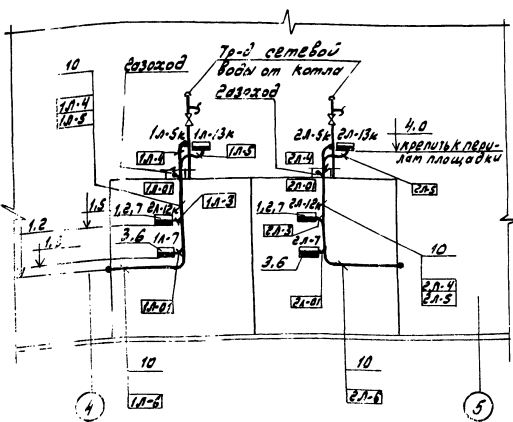 Тр-д сетевой
воды от котла
10
газоход
газоход
1Л-4
1Л-5
1Л-5к
1Л-13к
2Л-5к
2Л-13к
4.0
крепить к пери-
лам площадки
1Л-4
1Л-5
2Л-4
2Л-5
1Л-01
2Л-01
1Л-3
1,5
1,2
1,2,7
2Л-12к
1,2,7
2Л-12к
2Л-3
3,6
1Л-7
2Л-7
3,6
10
2Л-4
2Л-5
1Л-01
2Л-01
10
1Л-6
10
2Л-6
4
5